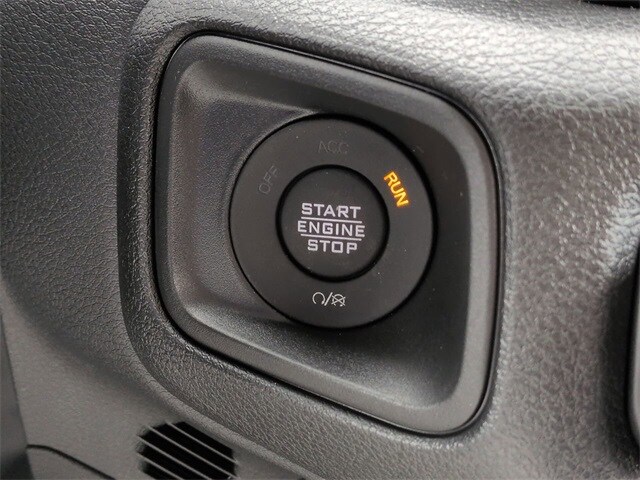 ACC
OFF
RUN
START
ENGINE
STOP